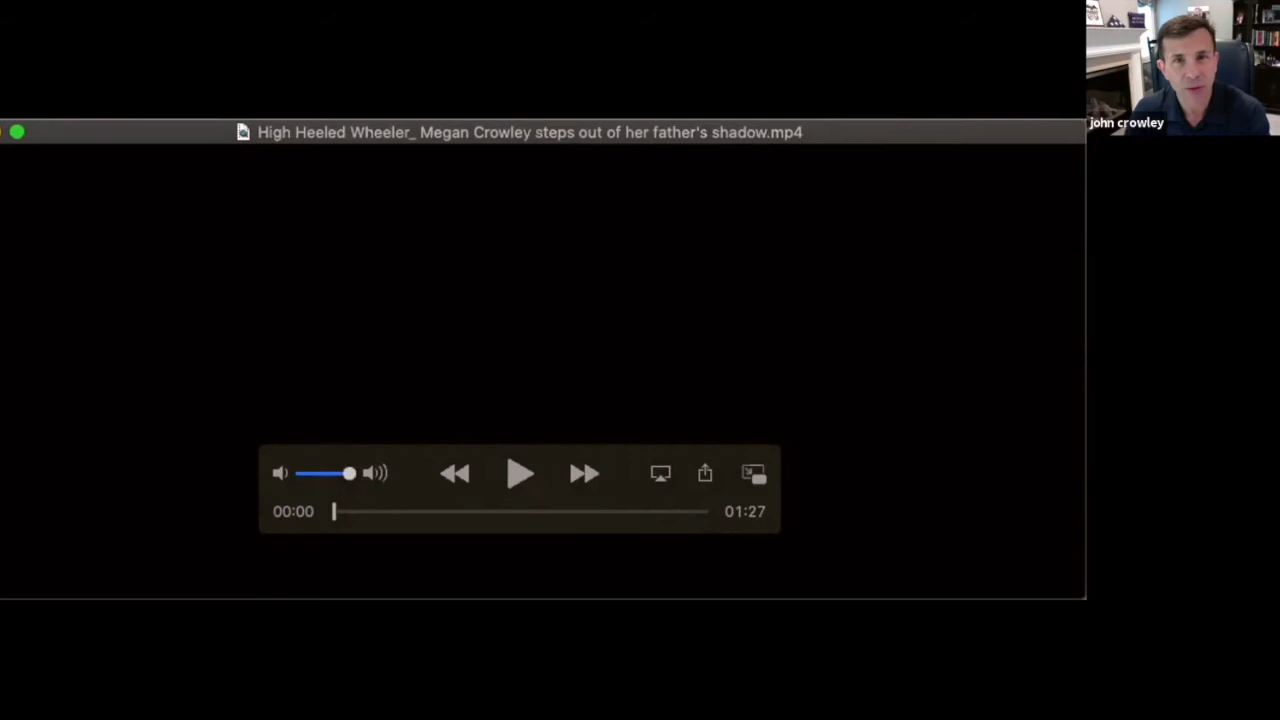 High Heeled Wheeler_ Megan Crowley steps out of her father's shadow.mp4
john crowley
00:00
01:27